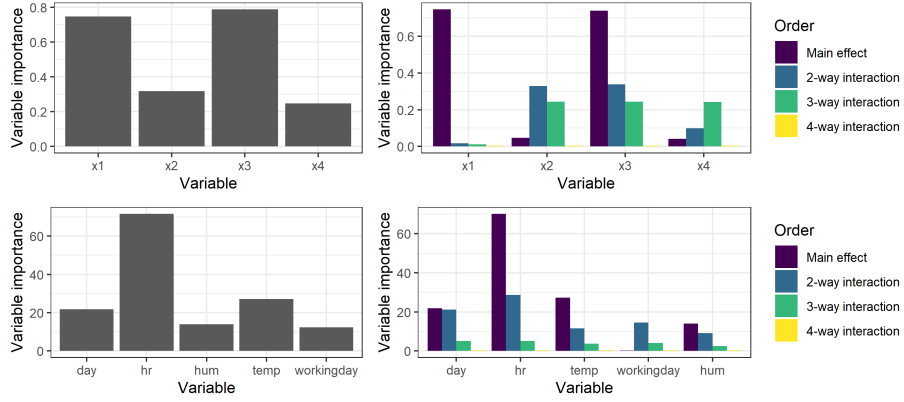 Variable importance
0.8
0.6
0.4
0.2
0.0
x1 x2 x3 x4
Variable
Variable importance
0.6
0.4
0.2
0.0
x1 x2 x3 x4
Variable
Order
Main effect
2-way interaction
3-way interaction
4-way interaction
Variable importance
60
40
20
0
day hr hum temp workingday
Variable
Variable importance
60
40
20
0
day hr temp workingday hum
Variable
Order
Main effect
2-way interaction
3-way interaction
4-way interaction